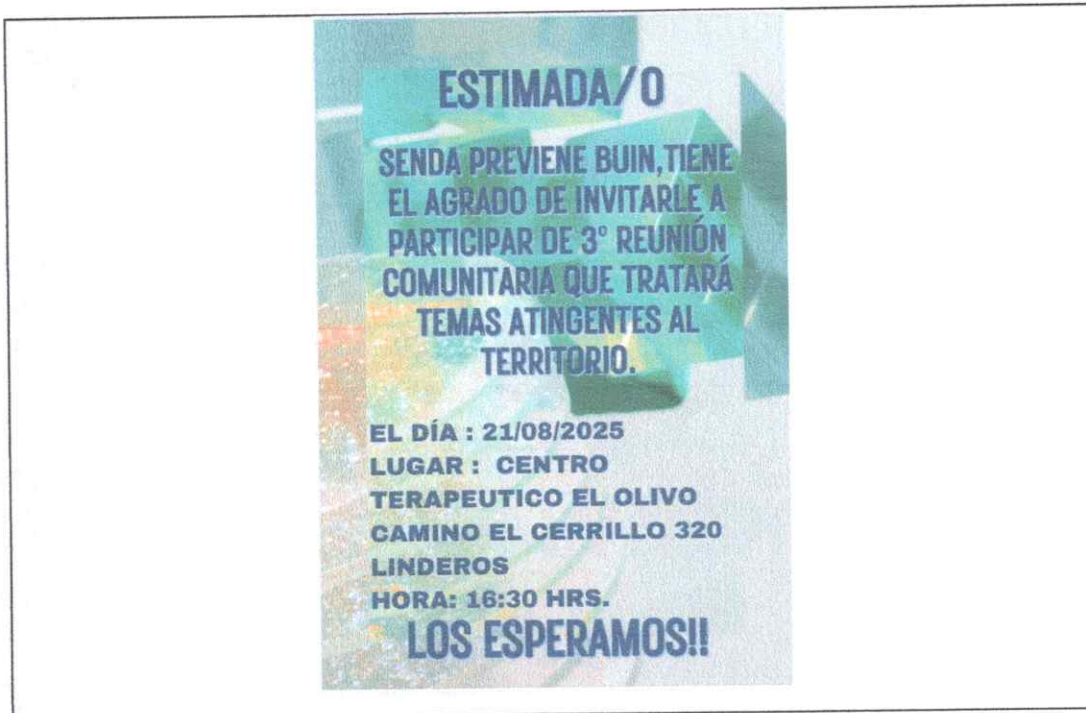 ESTIMADA/O
SENDA PREVIENE BUIN,TIENE
EL AGRADO DE INVITARLE A
PARTICIPAR DE 3° REUNIÓN
COMUNITARIA QUE TRATARÁ
TEMAS ATINGENTES AL
TERRITORIO.
EL DÍA : 21/08/2025
LUGAR : CENTRO
TERAPEUTICO EL OLIVO
CAMINO EL CERRILLO 320
LINDEROS
HORA: 16:30 HRS.
LOS ESPERAMOS!!